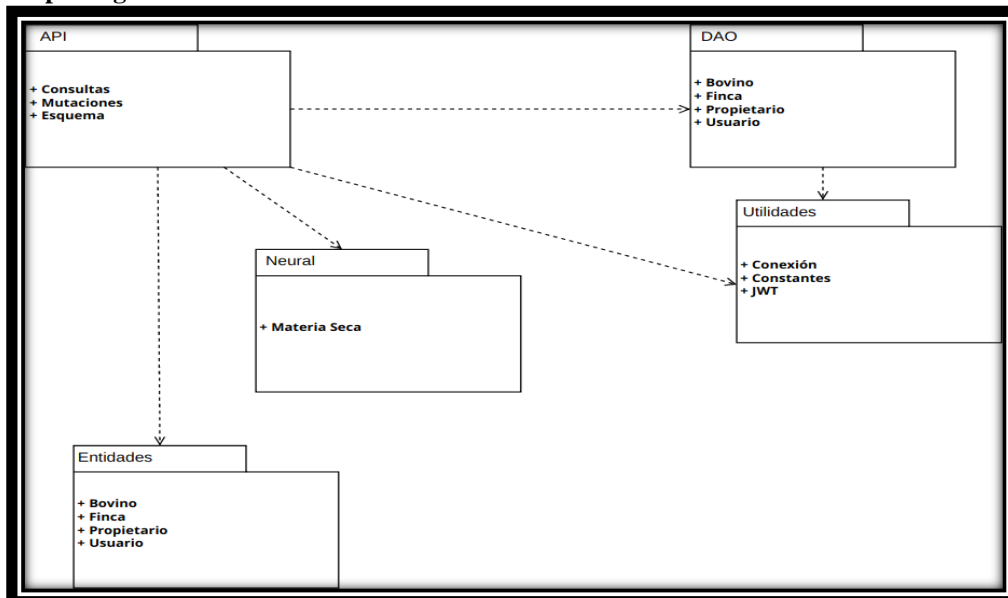 API
+ Consultas
+ Mutaciones
+ Esquema
DAO
+ Bovino
+ Finca
+ Propietario
+ Usuario
Utilidades
+ Conexión
+ Constantes
+ JWT
Neural
+ Materia Seca
Entidades
+ Bovino
+ Finca
+ Propietario
+ Usuario